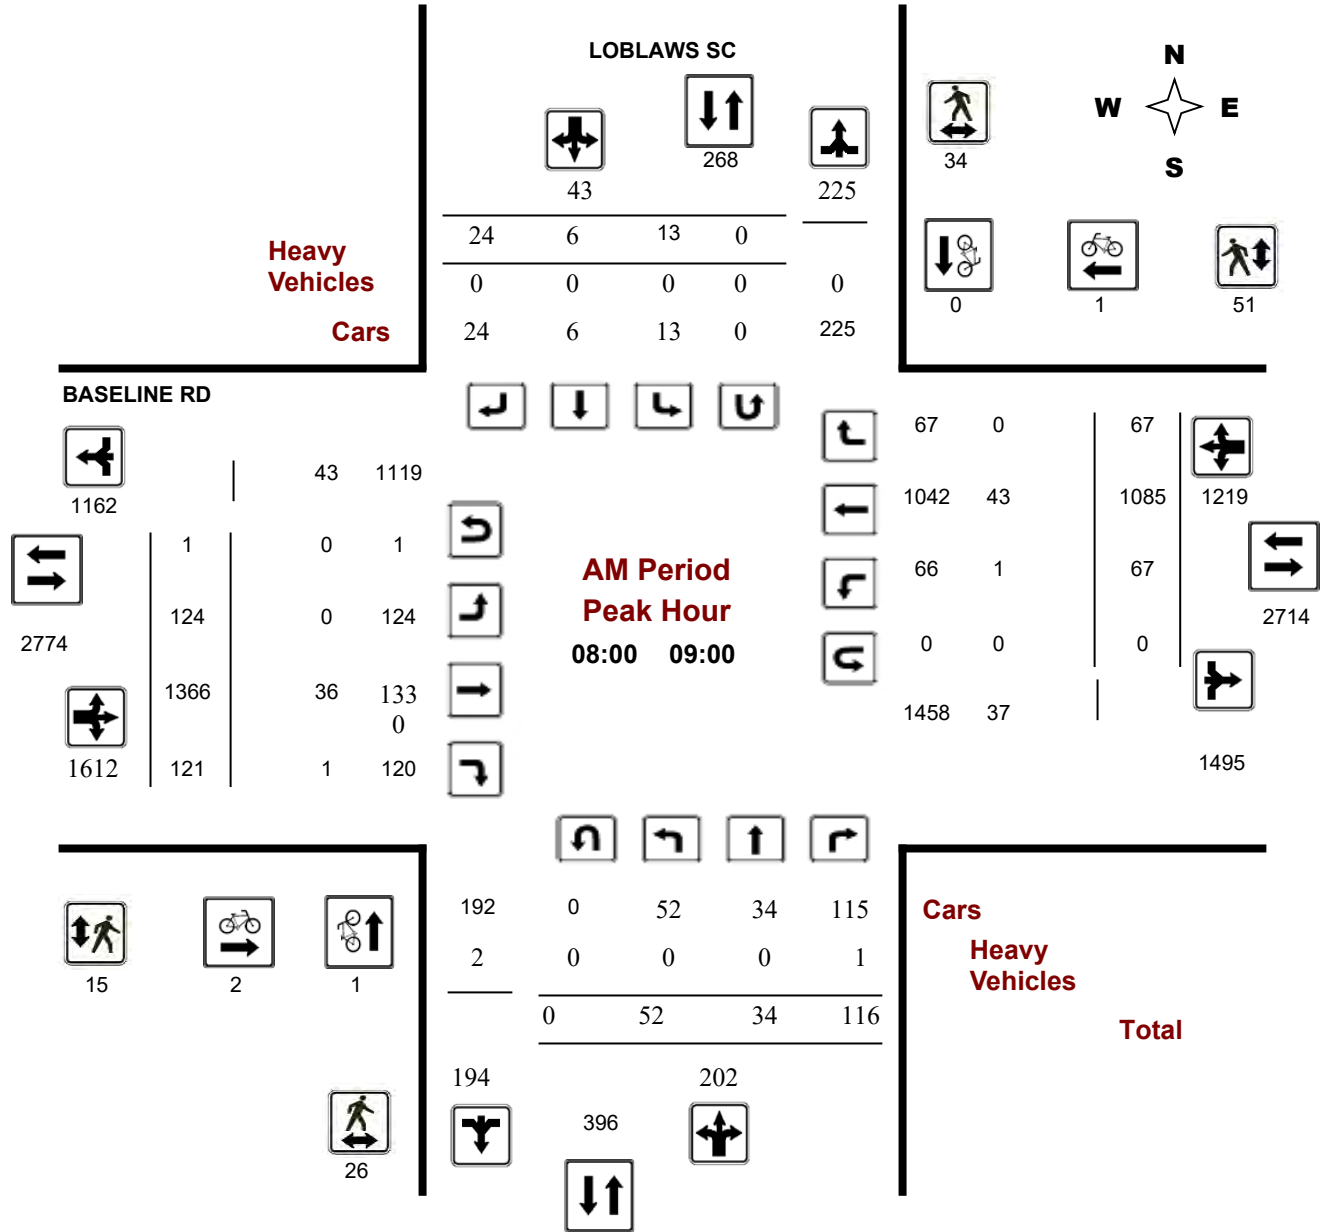 LOBLAWS SC
N
W E
S
268
34
43 225
24 6 13 0
Heavy
Vehicles
0 0 0 0 0
0 1 51
Cars
24 6 13 0 225
BASELINE RD
67 0 67
43 1119
1162
1042 43 1085 1219
1 0 1
AM Period
66 1 67
Peak Hour
124 0 124
2714
2774
08:00 09:00
0 0 0
1366 36 133
0
1458 37
1612 121 1 120
1495
192 0 52 34 115
Cars
2 0 0 0 1
Heavy
Vehicles
15 2 1
0 52 34 116
Total
194 202
396
26